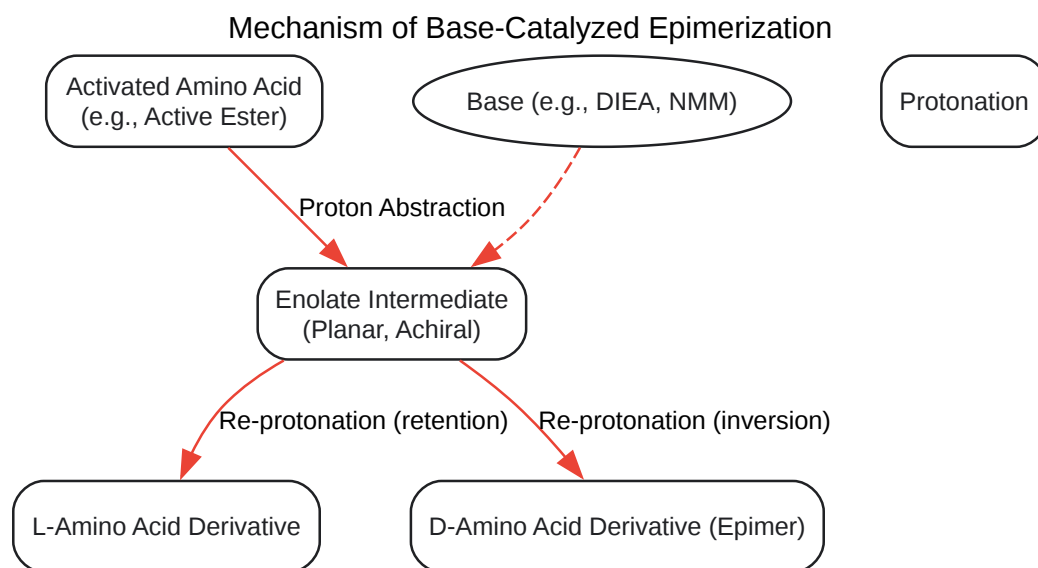 Mechanism of Base-Catalyzed Epimerization
Activated Amino Acid
(e.g., Active Ester)
Base (e.g., DIEA, NMM)
Protonation
Proton Abstraction
Enolate Intermediate
(Planar, Achiral)
Re-protonation (retention)
Re-protonation (inversion)
L-Amino Acid Derivative
D-Amino Acid Derivative (Epimer)